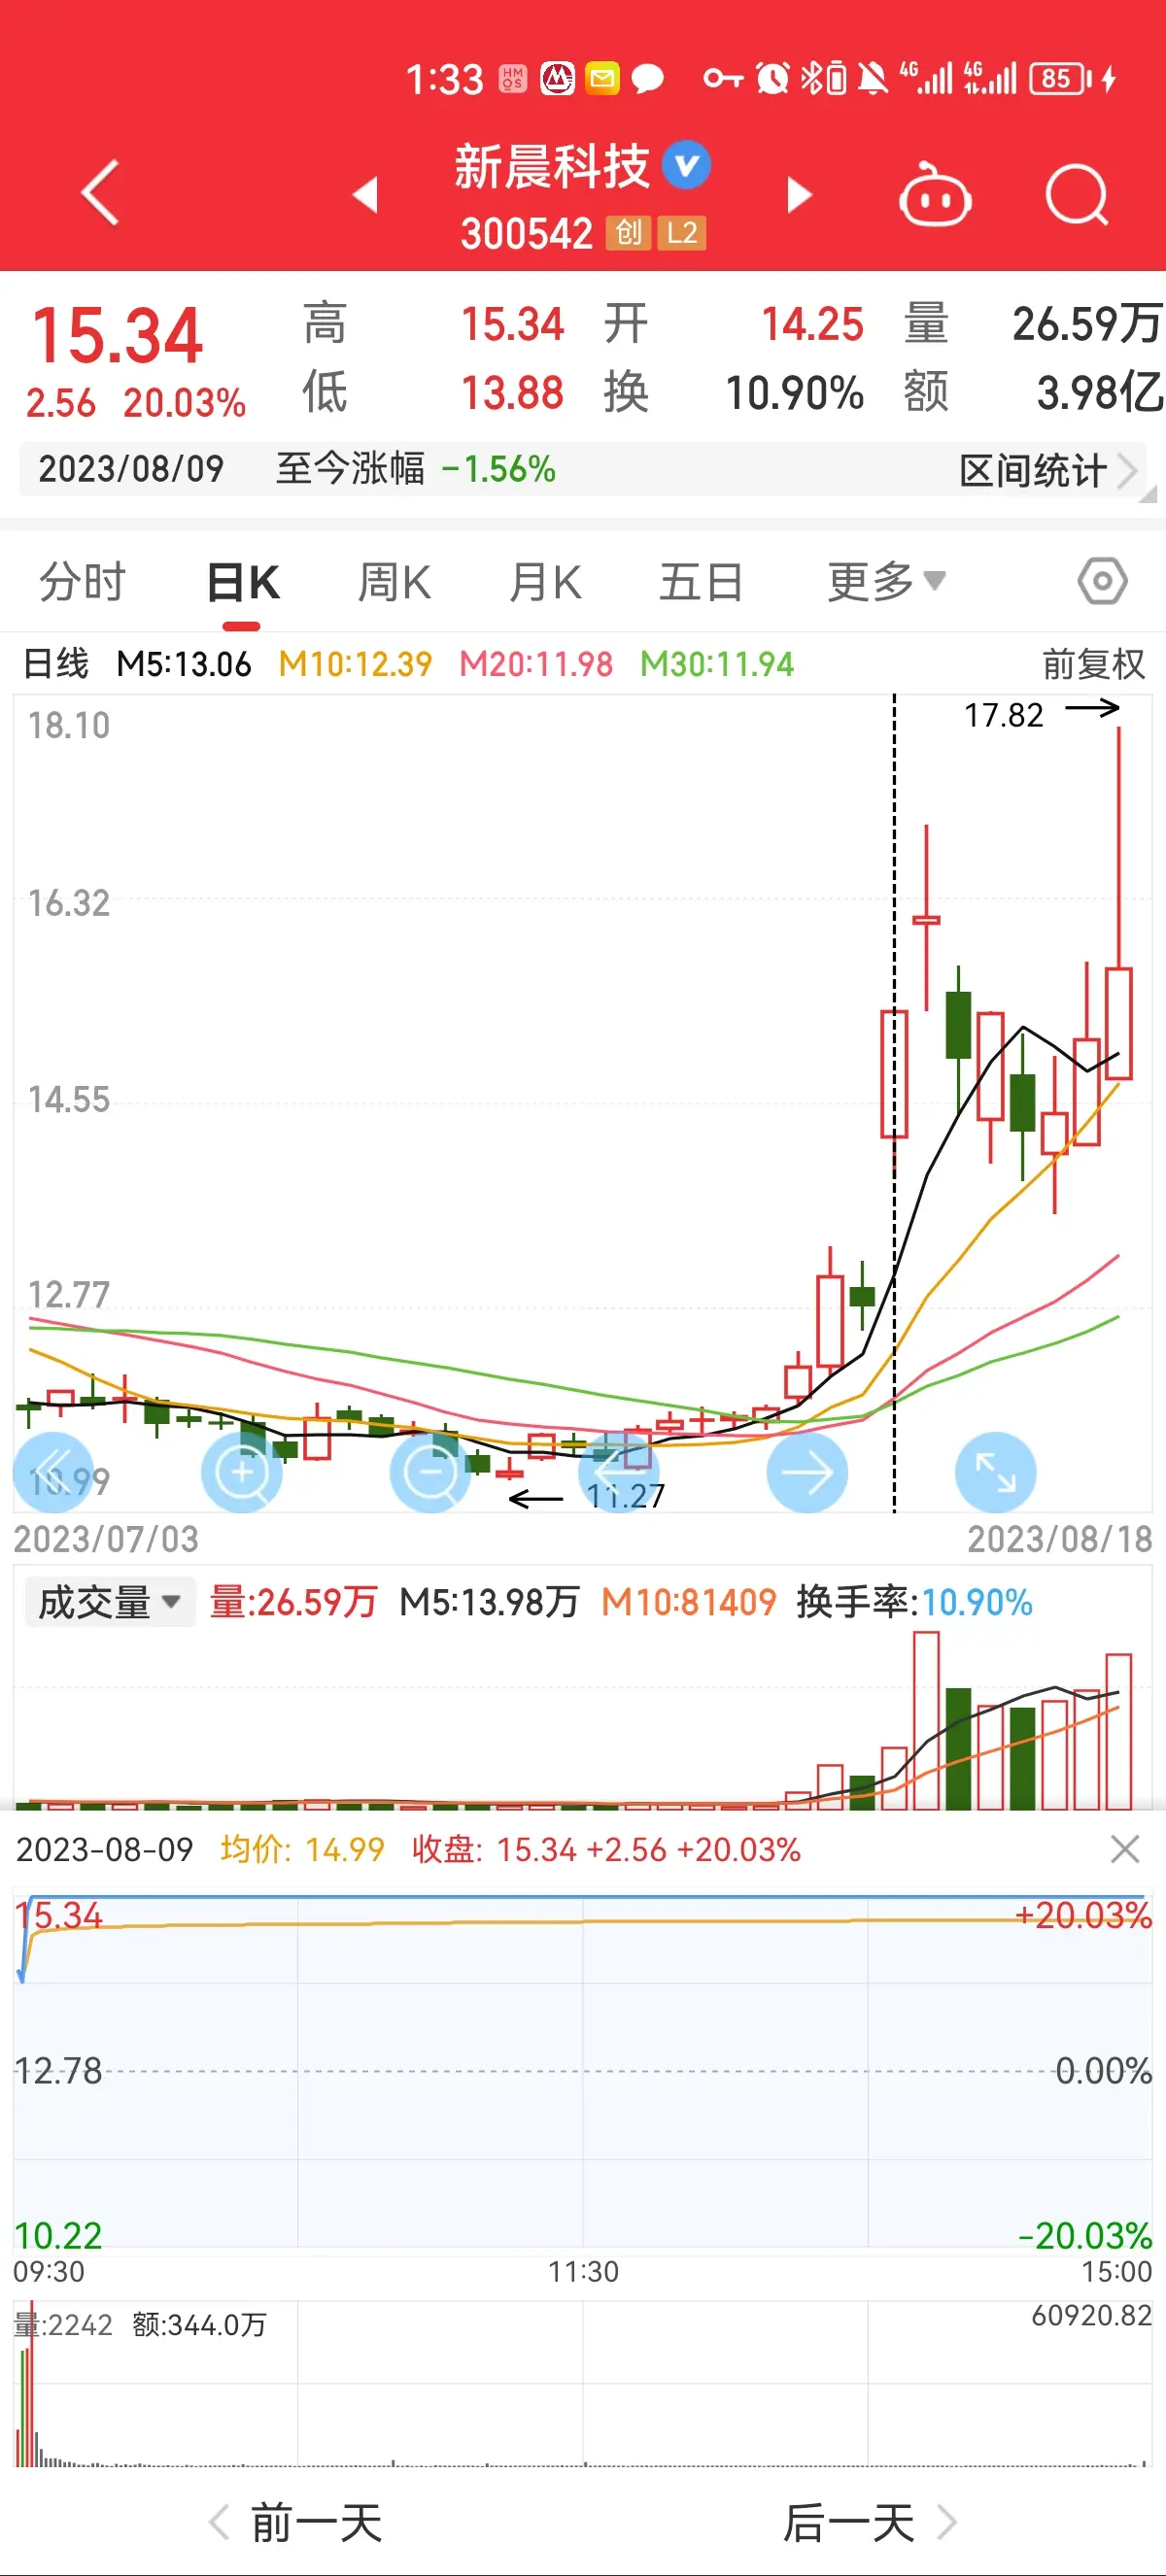 1:33 HM OS 4G 4G 85
新晨科技
300542 创 L2
15.34 高 15.34 开 14.25 量 26.59万
2.56 20.03% 低 13.88 换 10.90% 额 3.98亿
2023/08/09 至今涨幅 -1.56% 区间统计
分时 日K 周K 月K 五日 更多
日线 M5:13.06 M10:12.39 M20:11.98 M30:11.94 前复权
18.10
17.82
16.32
14.55
12.77
10.99
11.27
2023/07/03 2023/08/18
成交量 量:26.59万 M5:13.98万 M10:81409 换手率:10.90%
2023-08-09 均价: 14.99 收盘: 15.34 +2.56 +20.03%
15.34 +20.03%
12.78 0.00%
10.22 -20.03%
09:30 11:30 15:00
量:2242 额:344.0万 60920.82
前一天 后一天